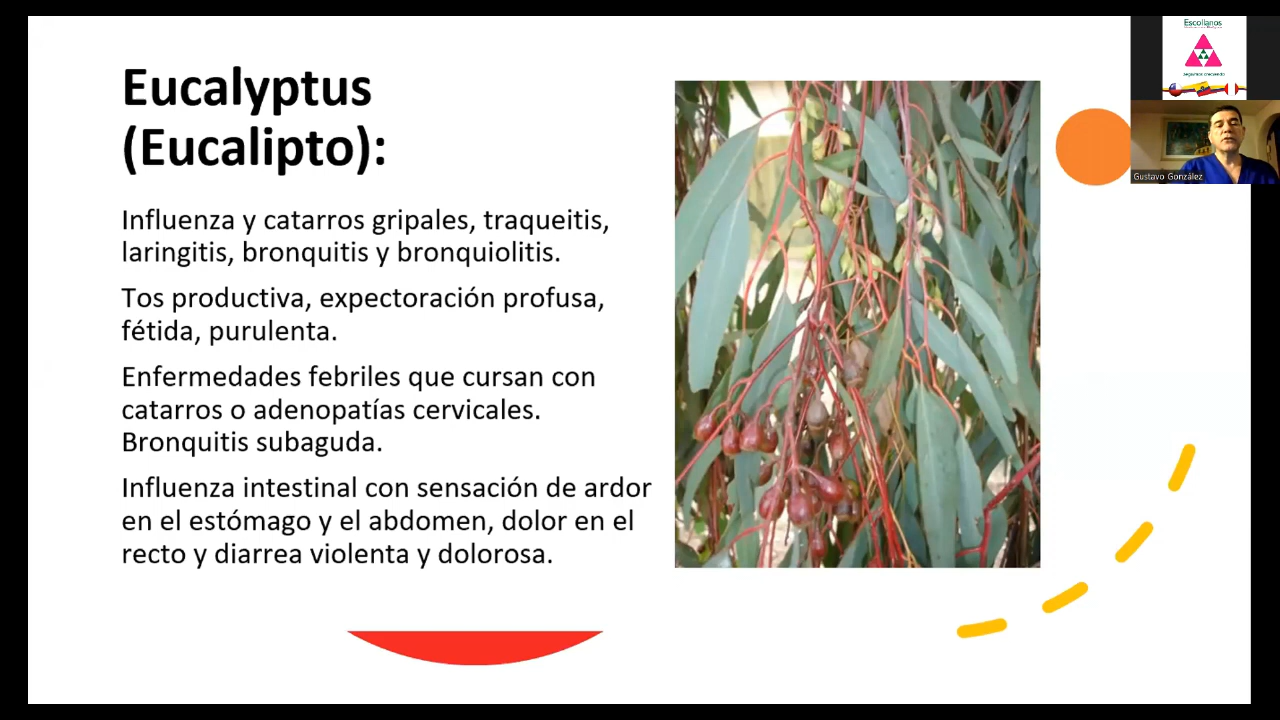 Eucalyptus
(Eucalipto):
Influenza y catarros gripales, traqueitis,
laringitis, bronquitis y bronquiolitis.
Tos productiva, expectoración profusa,
fétida, purulenta.
Enfermedades febriles que cursan con
catarros o adenopatías cervicales.
Bronquitis subaguda.
Influenza intestinal con sensación de ardor
en el estómago y el abdomen, dolor en el
recto y diarrea violenta y dolorosa.
Escollanos
Gustavo González